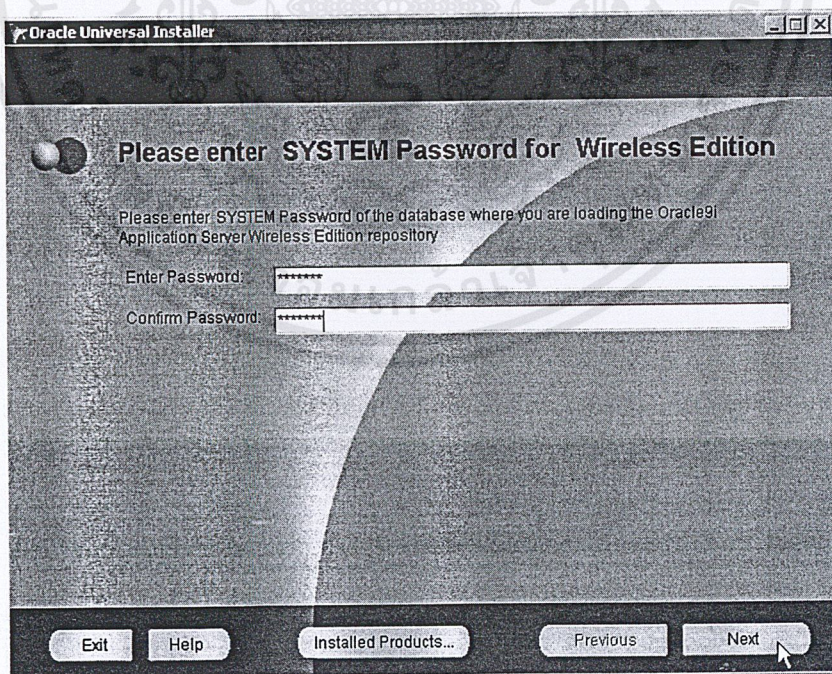 Oracle Universal Installer
Please enter SYSTEM Password for Wireless Edition
Please enter SYSTEM Password of the database where you are loading the Oracle9i
Application Server Wireless Edition repository
Enter Password: *******
Confirm Password: *******
Exit
Help
Installed Products...
Previous
Next